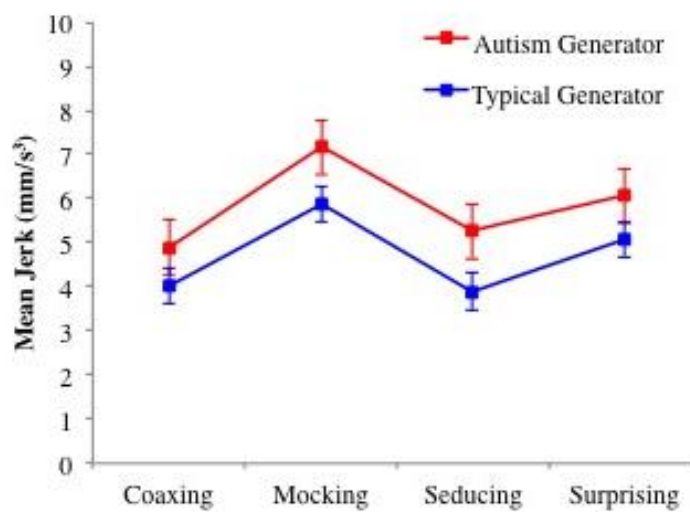 10
9
8
7
6
5
4
3
2
1
0
Mean Jerk (mm/s³)
Autism Generator
Typical Generator
Coaxing Mocking Seducing Surprising